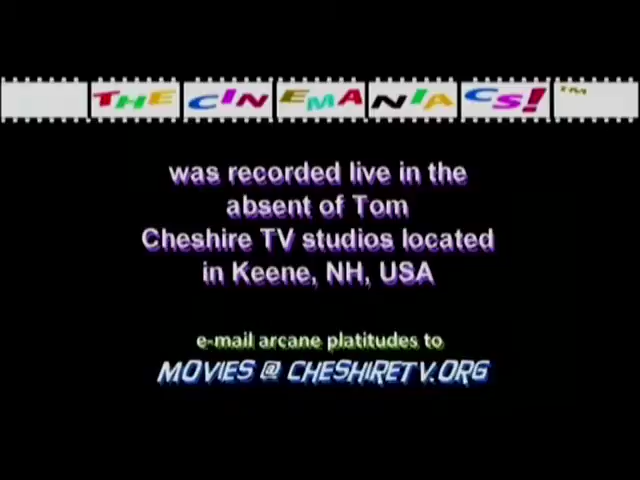 THE CINEMANIACS! ™
was recorded live in the
absent of Tom
Cheshire TV studios located
in Keene, NH, USA
e-mail arcane platitudes to
MOVIES @ CHESHIRETV.ORG